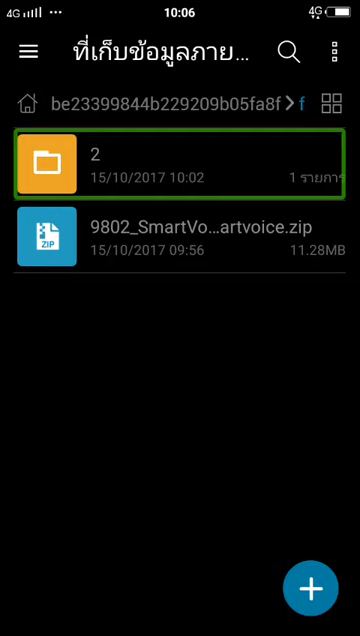 4G 10:06 4G
ที่เก็บข้อมูลภาย...
be23399844b229209b05fa8f > f
2
15/10/2017 10:02 1 รายการ
9802_SmartVo...artvoice.zip
ZIP
15/10/2017 09:56 11.28MB